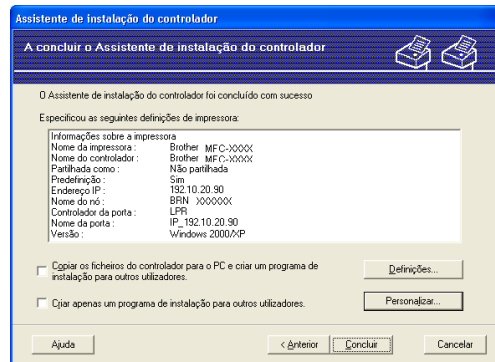 Assistente de instalação do controlador
A concluir o Assistente de instalação do controlador
O Assistente de instalação do controlador foi concluído com sucesso
Especificou as seguintes definições de impressora:
Informações sobre a impressora
Nome da impressora : Brother MFC-XXXX
Nome do controlador : Brother MFC-XXXX
Partilhada como : Não partilhada
Predefinição : Sim
Endereço IP : 192.10.20.90
Nome do nó : BRN XXXXXX
Controlador da porta : LPR
Nome da porta : IP_192.10.20.90
Versão : Windows 2000/XP
Copiar os ficheiros do controlador para o PC e criar um programa de
instalação para outros utilizadores.
Definições...
Criar apenas um programa de instalação para outros utilizadores.
Personalizar...
Ajuda
< Anterior
Concluir
Cancelar